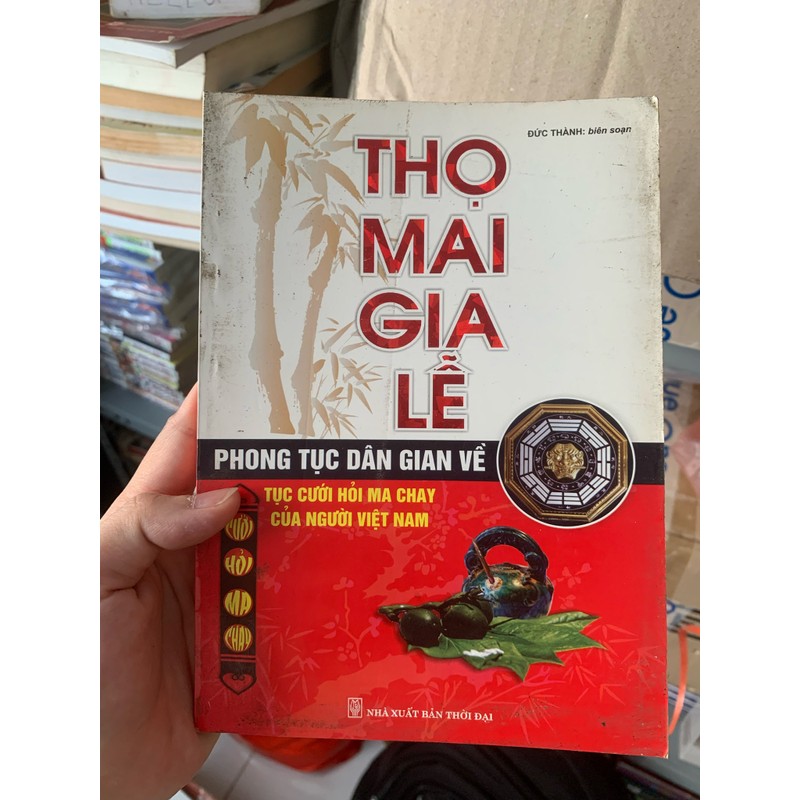 ĐỨC THÀNH: biên soạn
THỌ
MAI
GIA
LỄ
PHONG TỤC DÂN GIAN VỀ
TỤC CƯỚI HỎI MA CHAY
CỦA NGƯỜI VIỆT NAM
CƯỚI
HỎI
MA
CHAY
NHÀ XUẤT BẢN THỜI ĐẠI